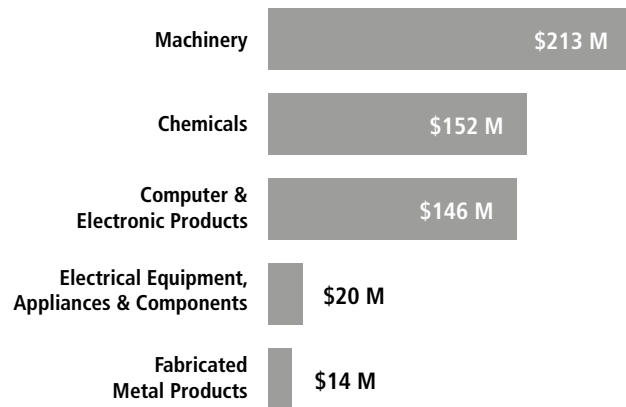 Machinery
$213 M
Chemicals
$152 M
Computer &
Electronic Products
$146 M
Electrical Equipment,
Appliances & Components
$20 M
Fabricated
Metal Products
$14 M